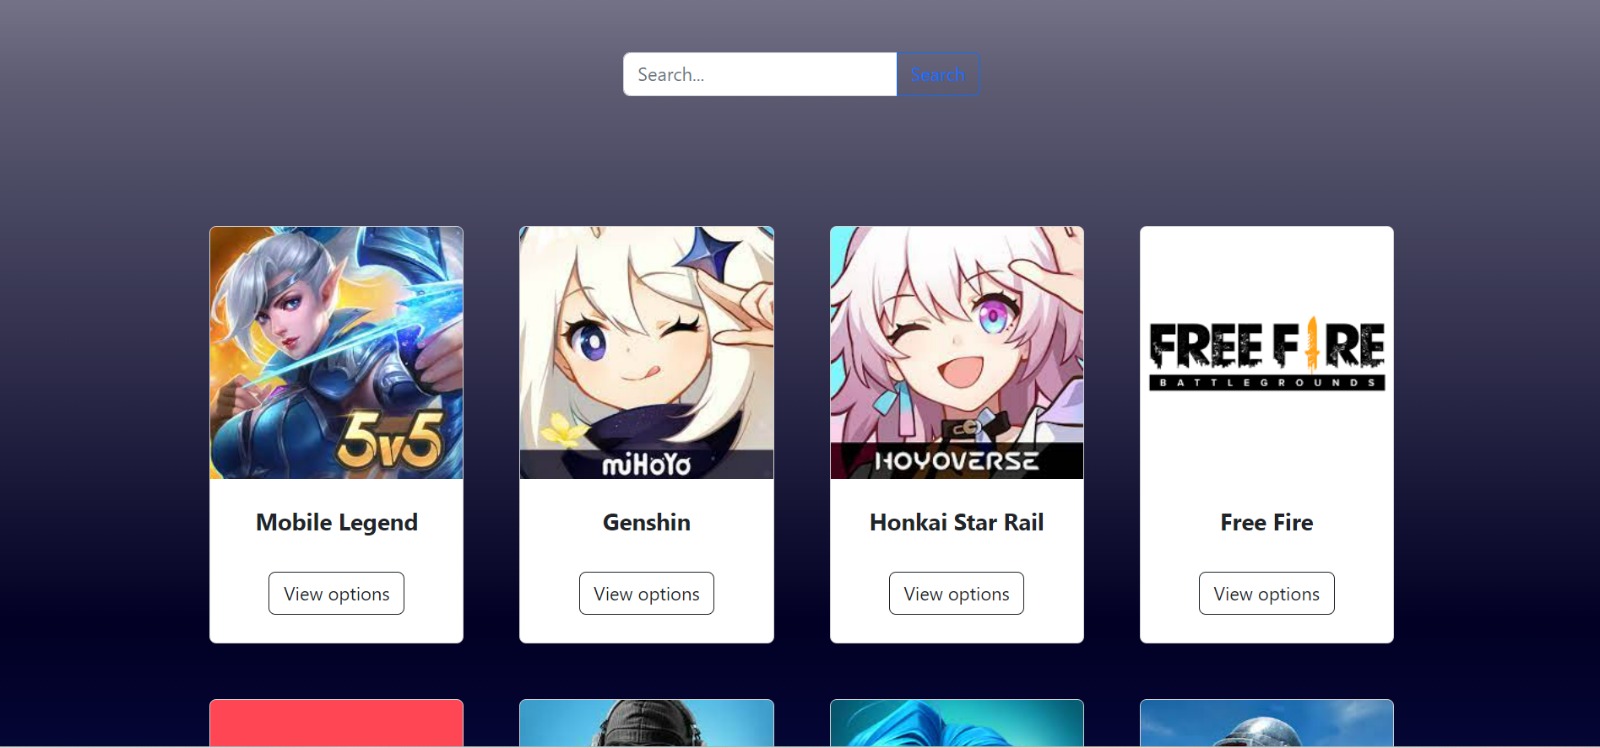 Search...
Search
5v5
miHoYo
HOYOVERSE
FREE FIRE
BATTLEGROUNDS
Mobile Legend
Genshin
Honkai Star Rail
Free Fire
View options
View options
View options
View options